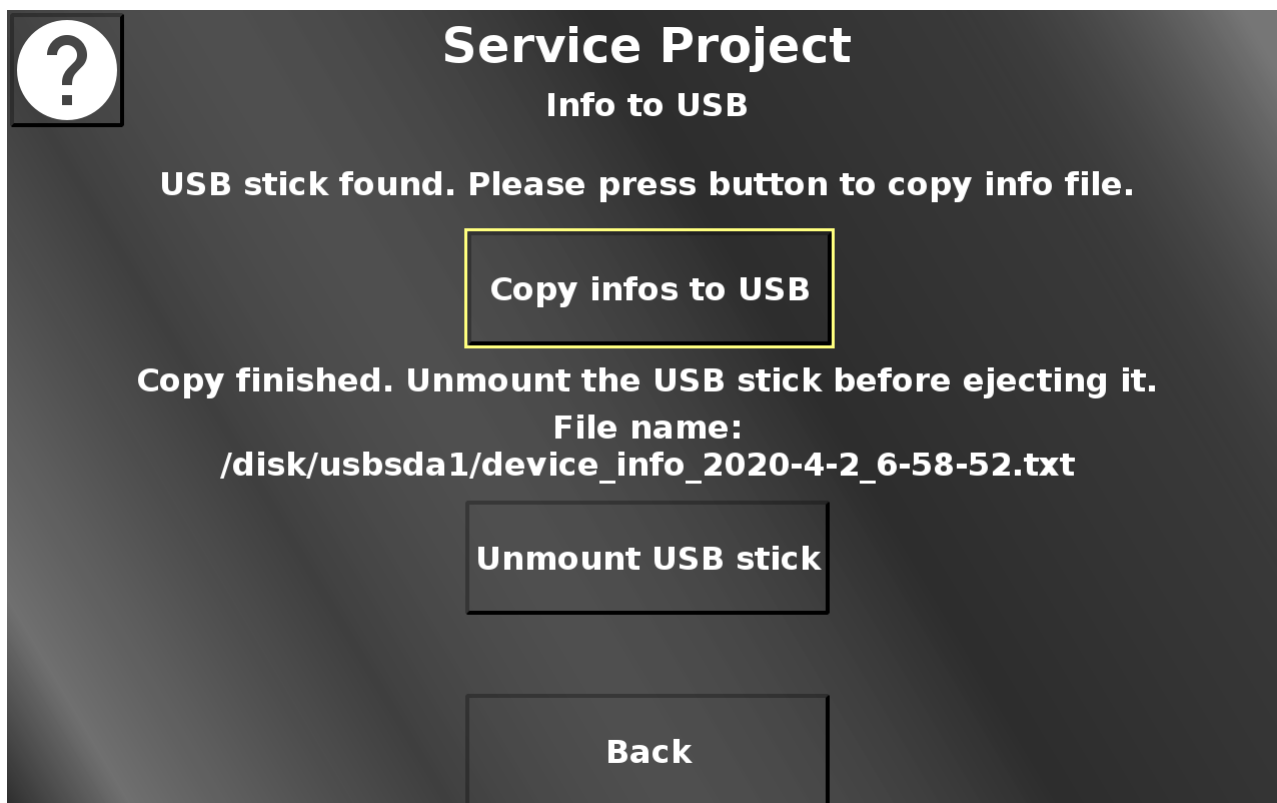 ?
Service Project
Info to USB
USB stick found. Please press button to copy info file.
Copy infos to USB
Copy finished. Unmount the USB stick before ejecting it.
File name:
/disk/usbsda1/device_info_2020-4-2_6-58-52.txt
Unmount USB stick
Back